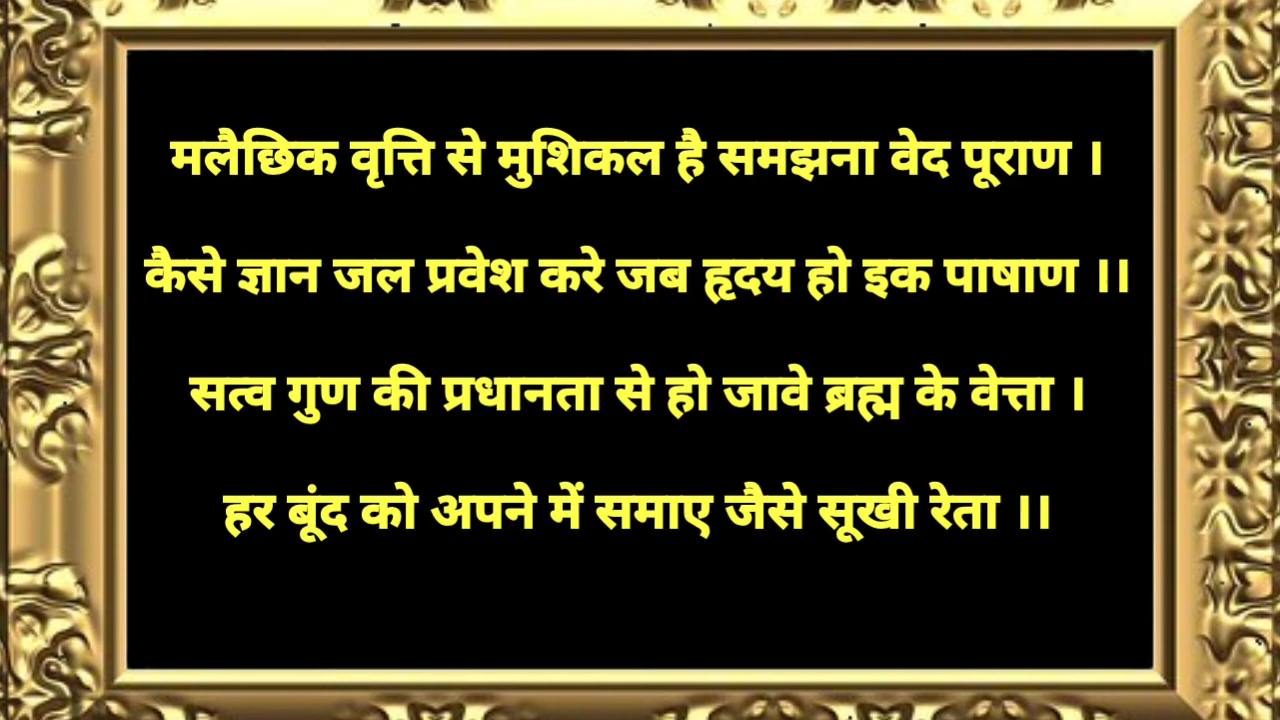 मलैछिक वृत्ति से मुशिकल है समझना वेद पूराण ।
कैसे ज्ञान जल प्रवेश करे जब हृदय हो इक पाषाण ।।
सत्व गुण की प्रधानता से हो जावे ब्रह्म के वेत्ता ।
हर बूंद को अपने में समाए जैसे सूखी रेता ।।